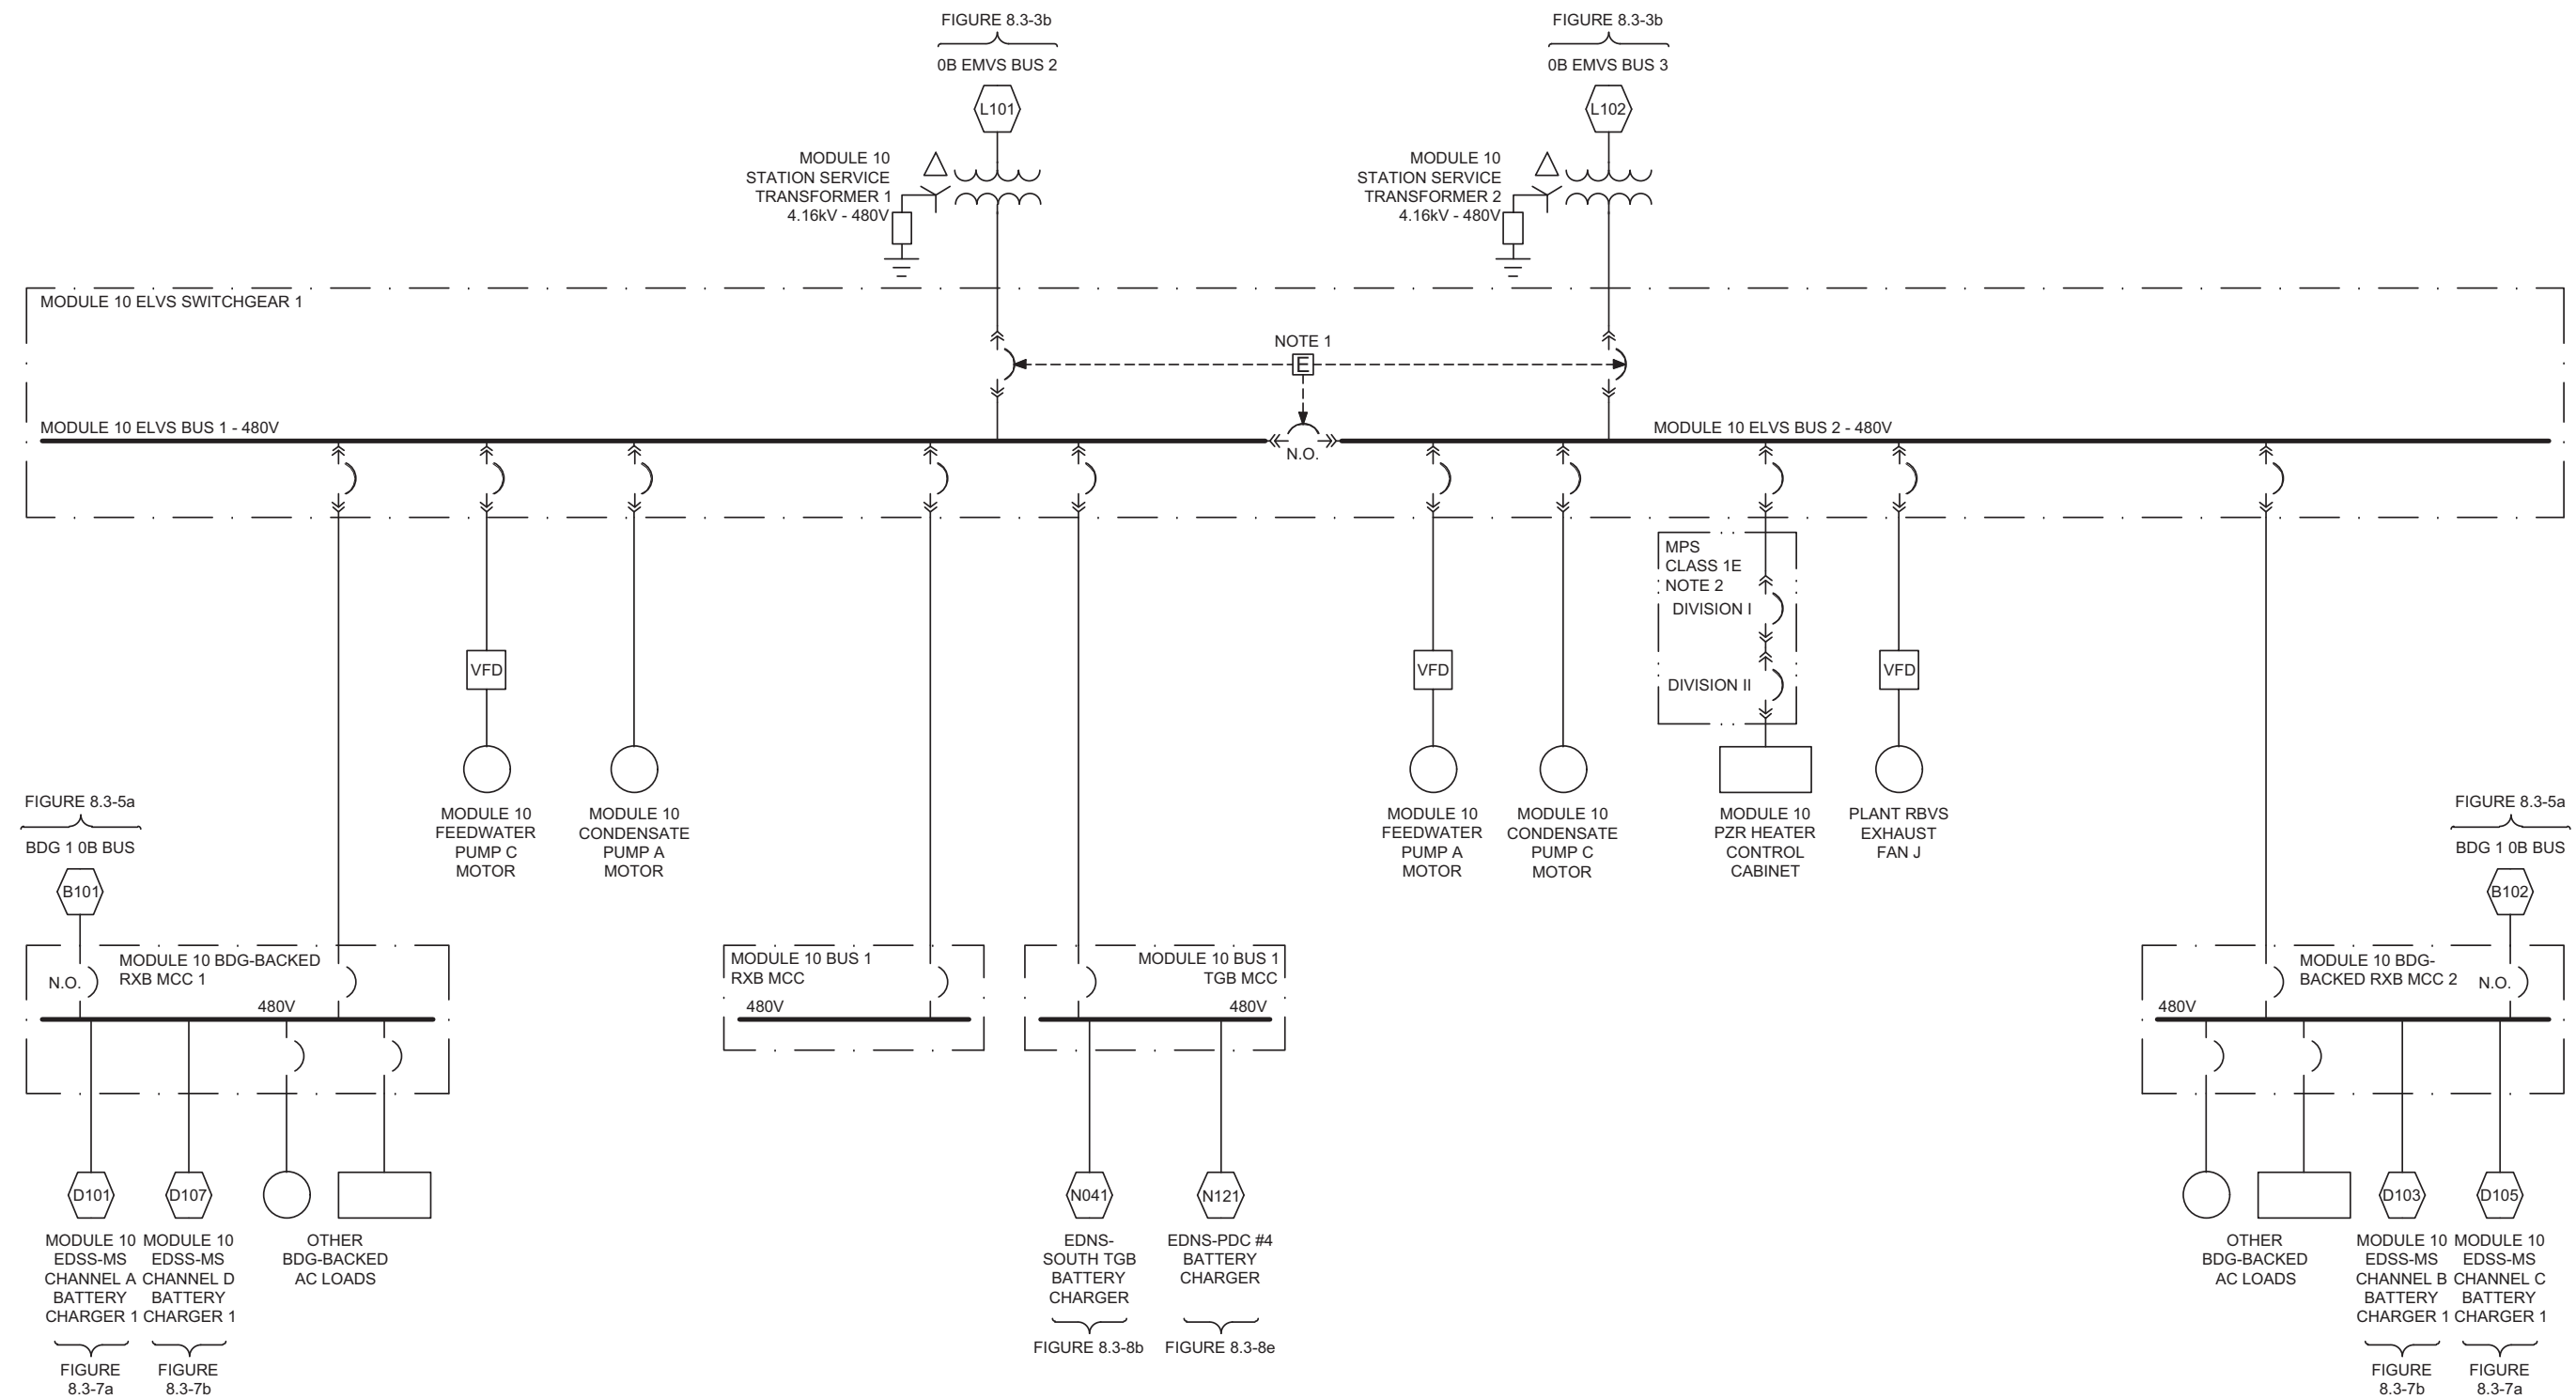 FIGURE 8.3-3b
0B EMVS BUS 2
L101
MODULE 10
STATION SERVICE
TRANSFORMER 1
4.16kV - 480V
FIGURE 8.3-3b
0B EMVS BUS 3
L102
MODULE 10
STATION SERVICE
TRANSFORMER 2
4.16kV - 480V
MODULE 10 ELVS SWITCHGEAR 1
NOTE 1
E
MODULE 10 ELVS BUS 1 - 480V
N.O.
MODULE 10 ELVS BUS 2 - 480V
VFD
MODULE 10
FEEDWATER
PUMP C
MOTOR
MODULE 10
CONDENSATE
PUMP A
MOTOR
VFD
MODULE 10
FEEDWATER
PUMP A
MOTOR
MODULE 10
CONDENSATE
PUMP C
MOTOR
MPS
CLASS 1E
NOTE 2
DIVISION I
DIVISION II
MODULE 10
PZR HEATER
CONTROL
CABINET
VFD
PLANT RBVS
EXHAUST
FAN J
FIGURE 8.3-5a
BDG 1 0B BUS
B101
N.O.
MODULE 10 BDG-BACKED
RXB MCC 1
480V
D101
MODULE 10
EDSS-MS
CHANNEL A
BATTERY
CHARGER 1
FIGURE
8.3-7a
D107
MODULE 10
EDSS-MS
CHANNEL D
BATTERY
CHARGER 1
FIGURE
8.3-7b
OTHER
BDG-BACKED
AC LOADS
MODULE 10 BUS 1
RXB MCC
480V
MODULE 10 BUS 1
TGB MCC
480V
N041
EDNS-
SOUTH TGB
BATTERY
CHARGER
FIGURE 8.3-8b
N121
EDNS-PDC #4
BATTERY
CHARGER
FIGURE 8.3-8e
FIGURE 8.3-5a
BDG 1 0B BUS
B102
MODULE 10 BDG-
BACKED RXB MCC 2
N.O.
480V
OTHER
BDG-BACKED
AC LOADS
D103
MODULE 10
EDSS-MS
CHANNEL B
BATTERY
CHARGER 1
FIGURE
8.3-7b
D105
MODULE 10
EDSS-MS
CHANNEL C
BATTERY
CHARGER 1
FIGURE
8.3-7a